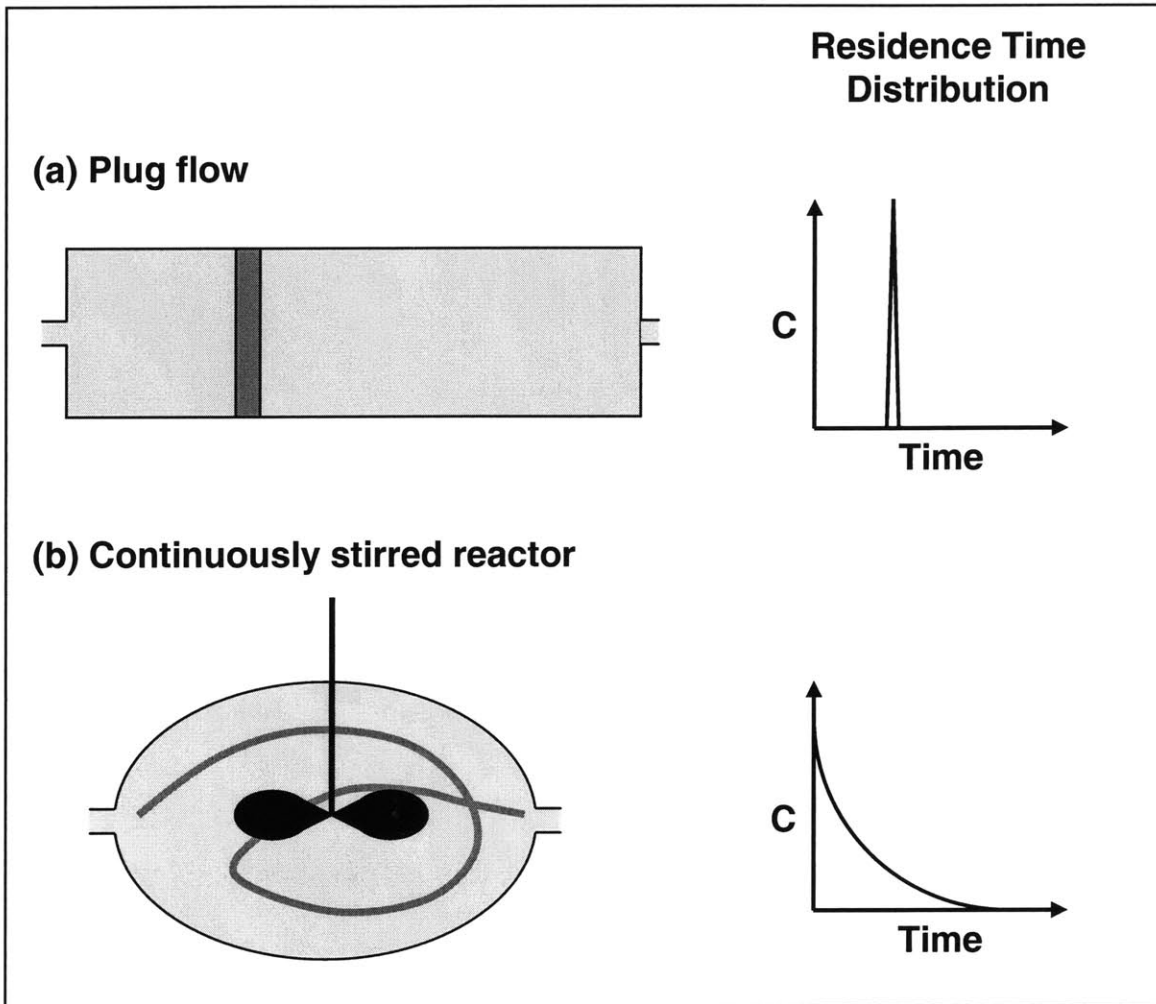 Residence Time
Distribution
(a) Plug flow
C
Time
(b) Continuously stirred reactor
C
Time